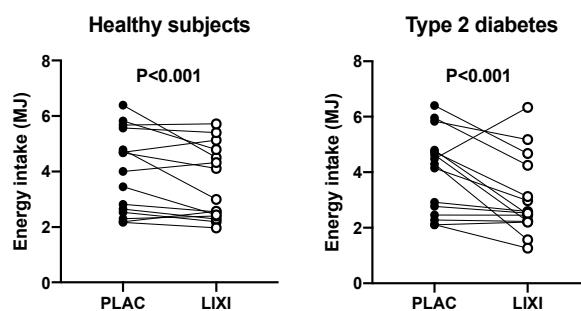 Healthy subjects
P<0.001
Energy intake (MJ)
8
6
4
2
0
PLAC LIXI
Type 2 diabetes
P<0.001
Energy intake (MJ)
8
6
4
2
0
PLAC LIXI